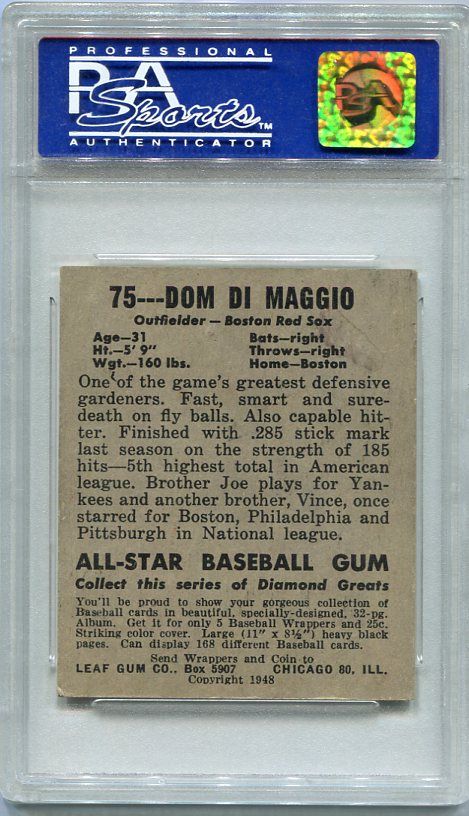 PROFESSIONAL
PSA
Sports™
AUTHENTICATOR
PSA
75---DOM DI MAGGIO
Outfielder — Boston Red Sox
Age—31 Bats—right
Ht.—5' 9" Throws—right
Wgt.—160 lbs. Home—Boston
One of the game's greatest defensive
gardeners. Fast, smart and sure-
death on fly balls. Also capable hit-
ter. Finished with .285 stick mark
last season on the strength of 185
hits—5th highest total in American
league. Brother Joe plays for Yan-
kees and another brother, Vince, once
starred for Boston, Philadelphia and
Pittsburgh in National league.
ALL-STAR BASEBALL GUM
Collect this series of Diamond Greats
You'll be proud to show your gorgeous collection of
Baseball cards in beautiful, specially-designed, 32-pg.
Album. Get it for only 5 Baseball Wrappers and 25c.
Striking color cover. Large (11" x 8½") heavy black
pages. Can display 168 different Baseball cards.
Send Wrappers and Coin to
LEAF GUM CO., Box 5907 CHICAGO 80, ILL.
Copyright 1948